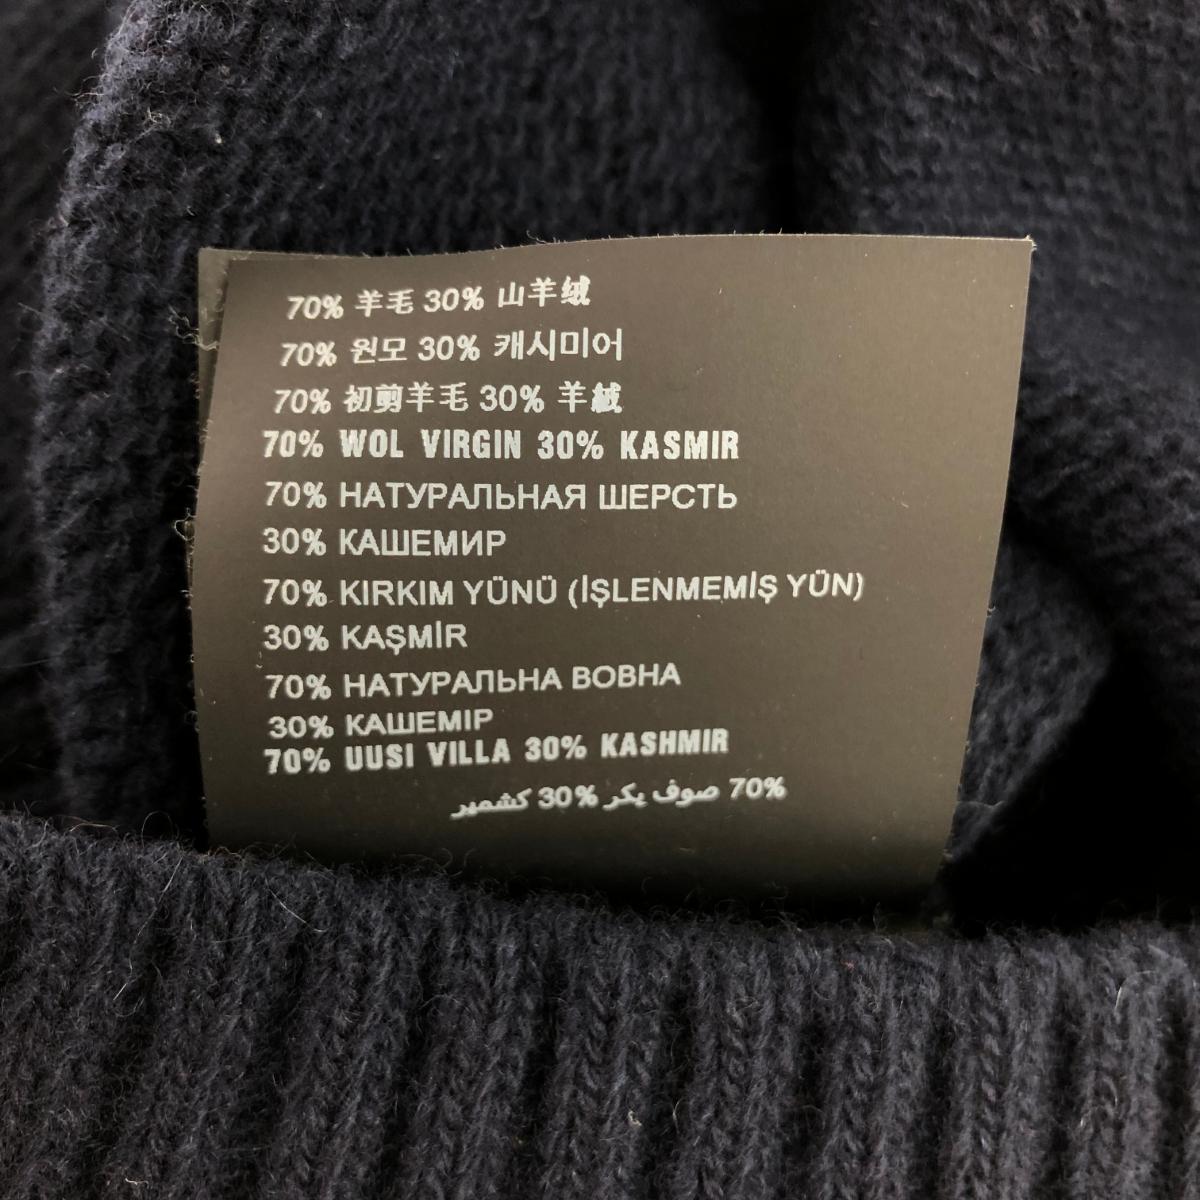 70% 羊毛 30% 山羊绒
70% 원모 30% 캐시미어
70% 初剪羊毛 30% 羊絨
70% WOL VIRGIN 30% KASMIR
70% НАТУРАЛЬНАЯ ШЕРСТЬ
30% КАШЕМИР
70% KIRKIM YÜNÜ (İŞLENMEMİŞ YÜN)
30% KAŞMİR
70% НАТУРАЛЬНА ВОВНА
30% КАШЕМІР
70% UUSI VILLA 30% KASHMIR
70% صوف يكر 30% كشمير